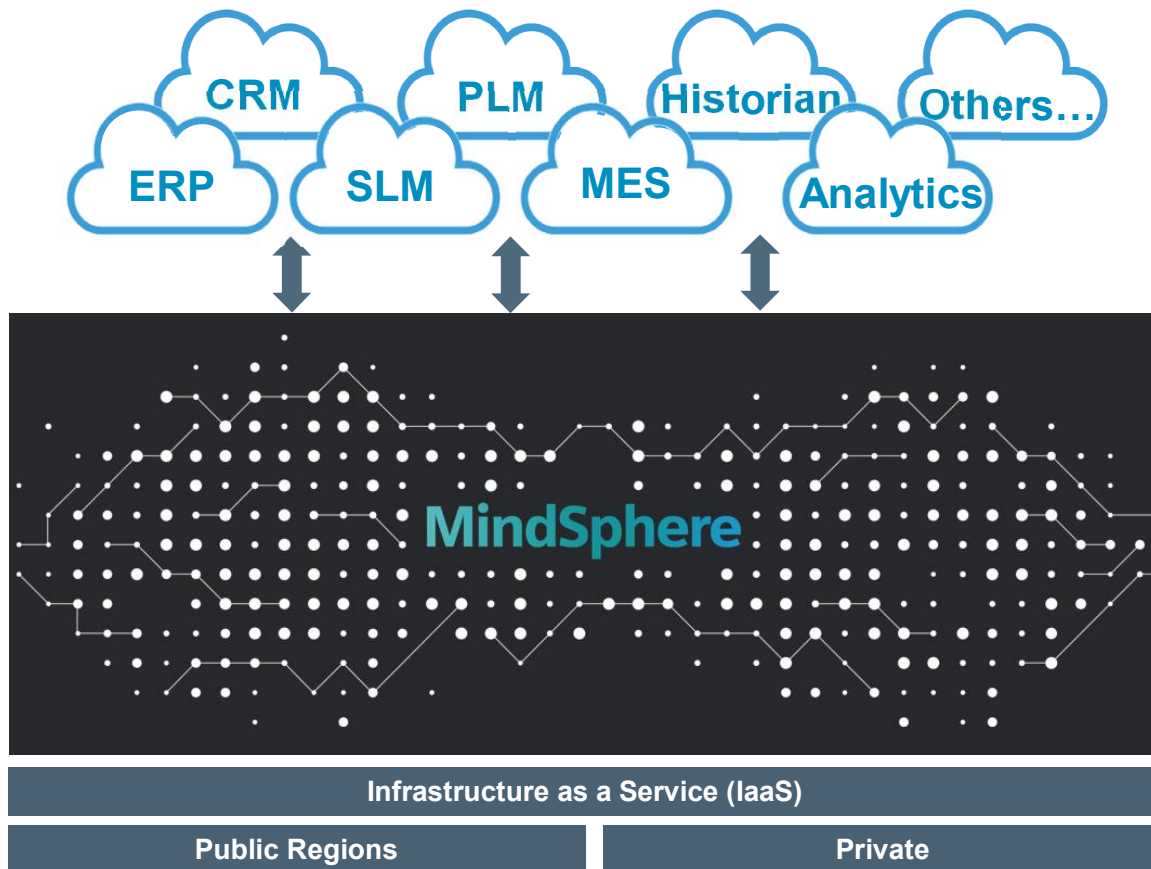 CRM
PLM
Historian
Others...
ERP
SLM
MES
Analytics
MindSphere
Infrastructure as a Service (IaaS)
Public Regions
Private